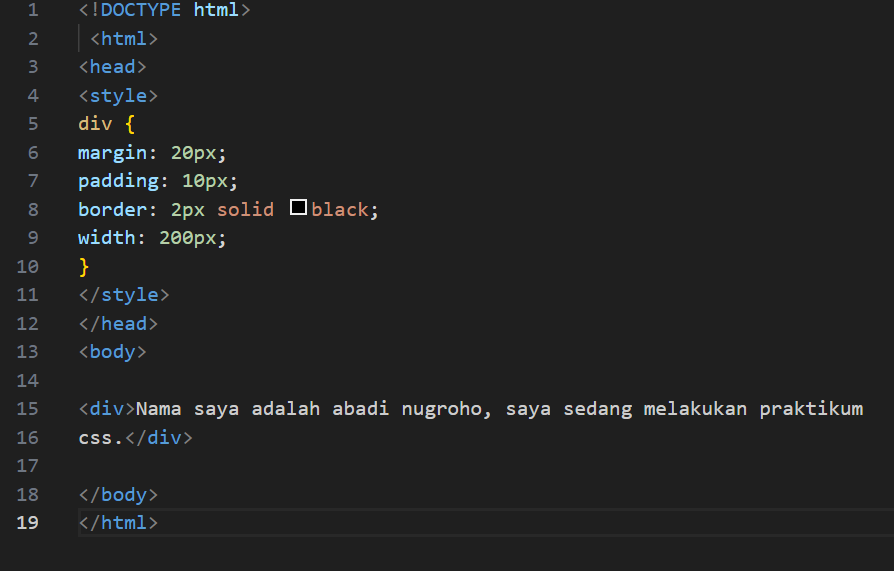 1 <!DOCTYPE html>
2 <html>
3 <head>
4 <style>
5 div {
6 margin: 20px;
7 padding: 10px;
8 border: 2px solid black;
9 width: 200px;
10 }
11 </style>
12 </head>
13 <body>
14
15 <div>Nama saya adalah abadi nugroho, saya sedang melakukan praktikum
16 css.</div>
17
18 </body>
19 </html>